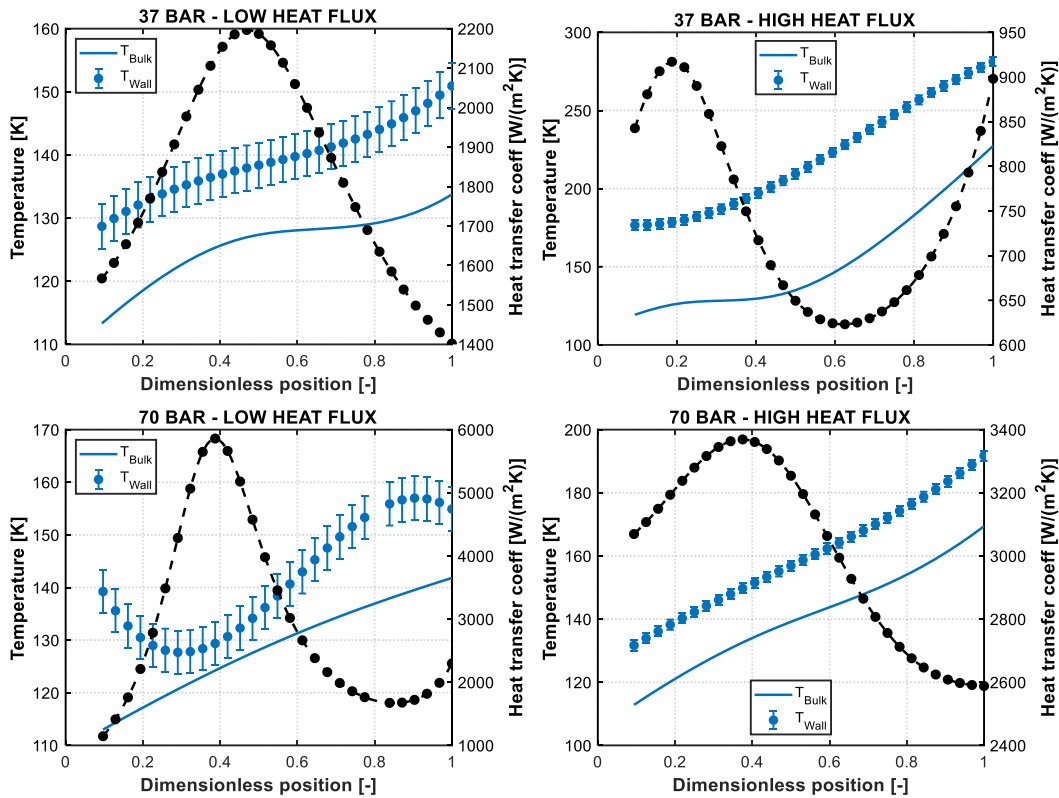 37 BAR - LOW HEAT FLUX
160
150
140
130
120
110
Temperature [K]
T_Bulk
T_Wall
2200
2100
2000
1900
1800
1700
1600
1500
1400
Heat transfer coeff [W/(m²K)]
0 0.2 0.4 0.6 0.8 1
Dimensionless position [-]
37 BAR - HIGH HEAT FLUX
300
250
200
150
100
Temperature [K]
T_Bulk
T_Wall
950
900
850
800
750
700
650
600
Heat transfer coeff [W/(m²K)]
0 0.2 0.4 0.6 0.8 1
Dimensionless position [-]
70 BAR - LOW HEAT FLUX
170
160
150
140
130
120
110
Temperature [K]
T_Bulk
T_Wall
6000
5000
4000
3000
2000
1000
Heat transfer coeff [W/(m²K)]
0 0.2 0.4 0.6 0.8 1
Dimensionless position [-]
70 BAR - HIGH HEAT FLUX
200
180
160
140
120
100
Temperature [K]
T_Bulk
T_Wall
3400
3200
3000
2800
2600
2400
Heat transfer coeff [W/(m²K)]
0 0.2 0.4 0.6 0.8 1
Dimensionless position [-]